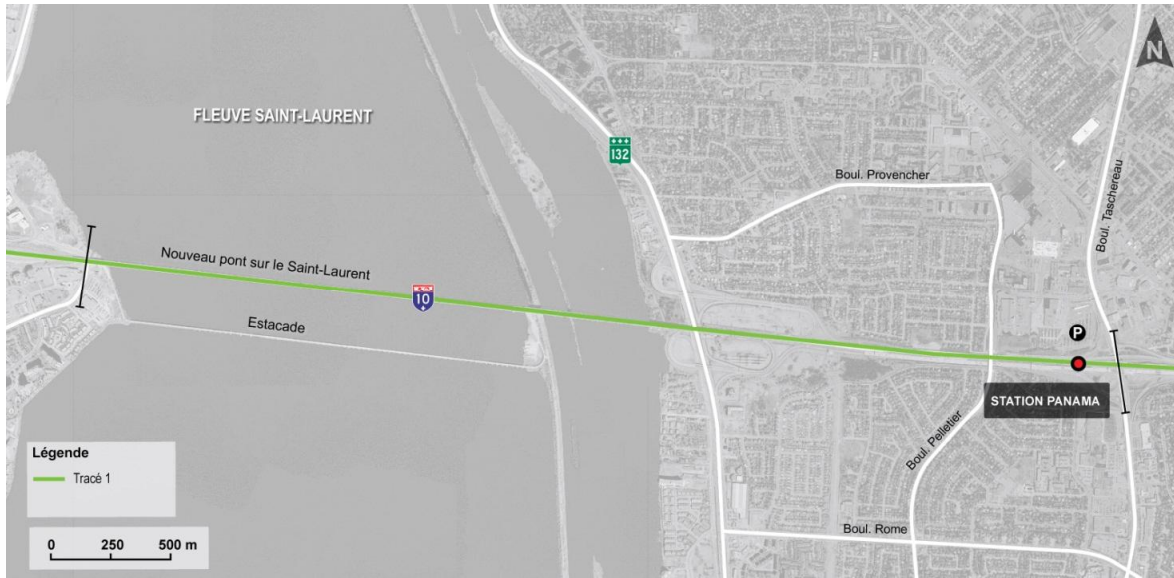 N
FLEUVE SAINT-LAURENT
132
Boul. Provencher
Boul. Taschereau
Nouveau pont sur le Saint-Laurent
10
Estacade
P
STATION PANAMA
Boul. Pelletier
Boul. Rome
Légende
Tracé 1
0 250 500 m